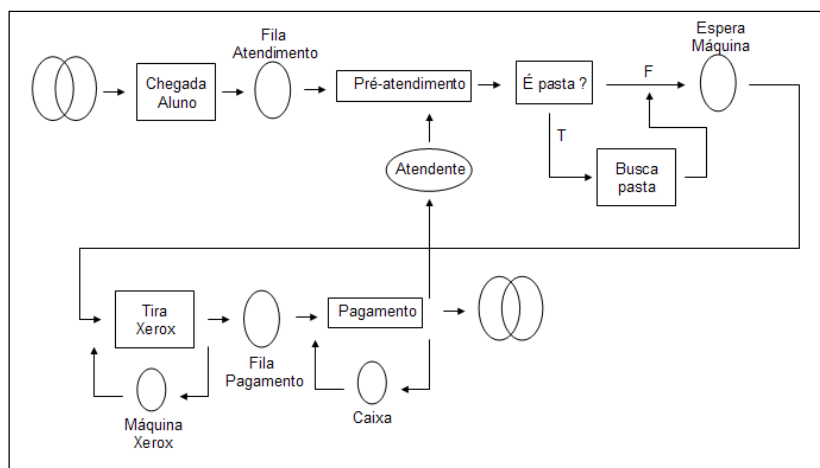 Fila
Atendimento
Espera
Máquina
Chegada
Aluno
Pré-atendimento
É pasta ?
F
T
Atendente
Busca
pasta
Tira
Xerox
Pagamento
Fila
Pagamento
Máquina
Xerox
Caixa